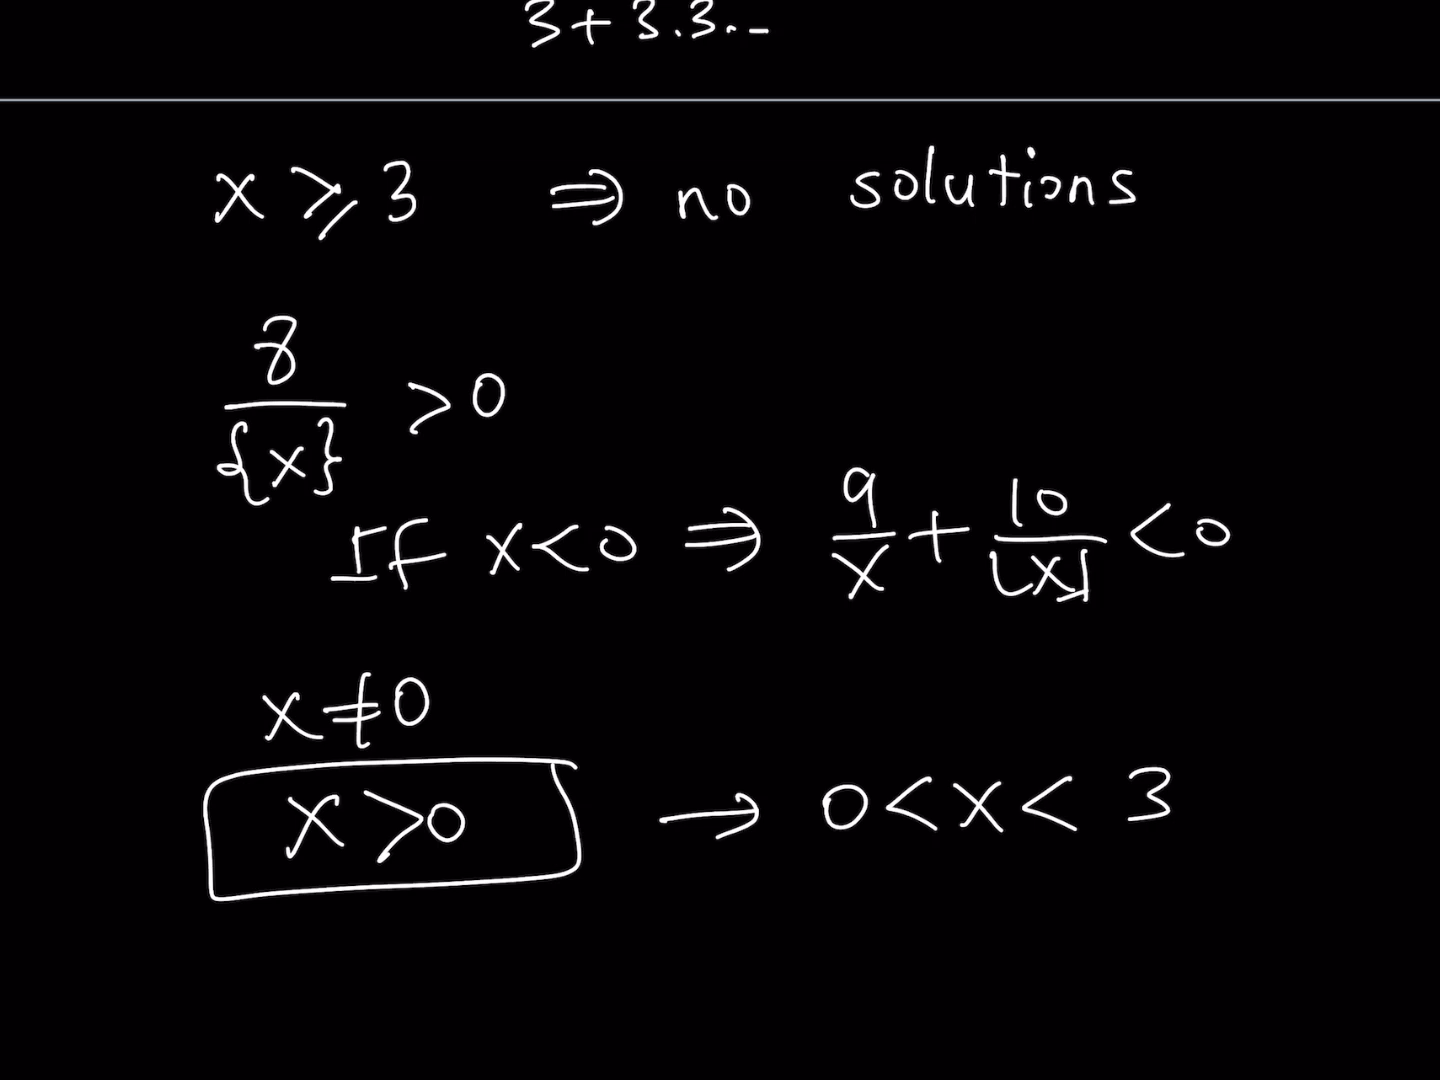 3 + 3.3...
x ⩾ 3 ⇒ no solutions
8/{x} > 0
If x < 0 ⇒ 9/x + 10/⌊x⌋ < 0
x ≠ 0
x > 0 → 0 < x < 3